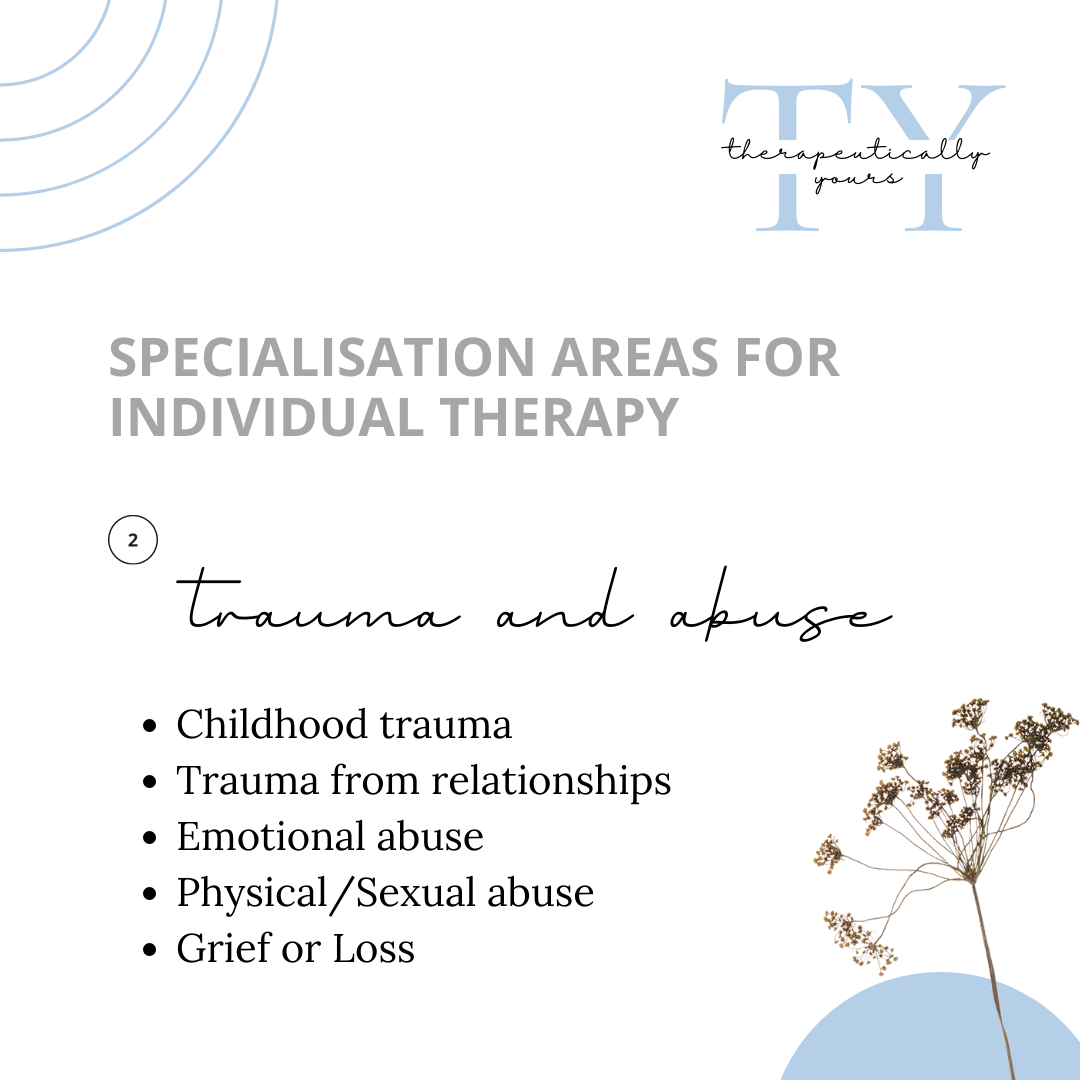 TY
therapeutically
yours
SPECIALISATION AREAS FOR
INDIVIDUAL THERAPY
2
trauma and abuse
• Childhood trauma
• Trauma from relationships
• Emotional abuse
• Physical/Sexual abuse
• Grief or Loss